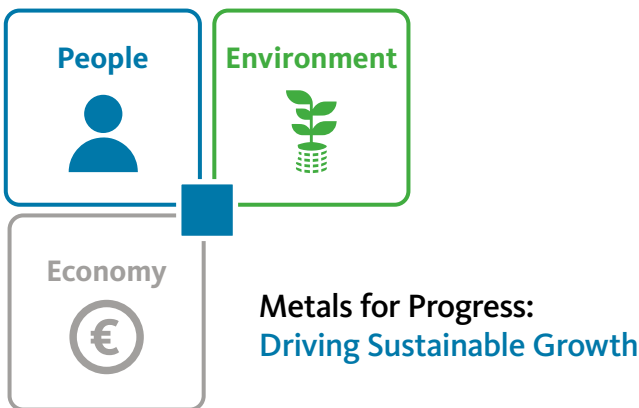 People
Environment
Economy
€
Metals for Progress:
Driving Sustainable Growth